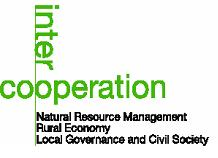 inter
cooperation
Natural Resource Management
Rural Economy
Local Governance and Civil Society